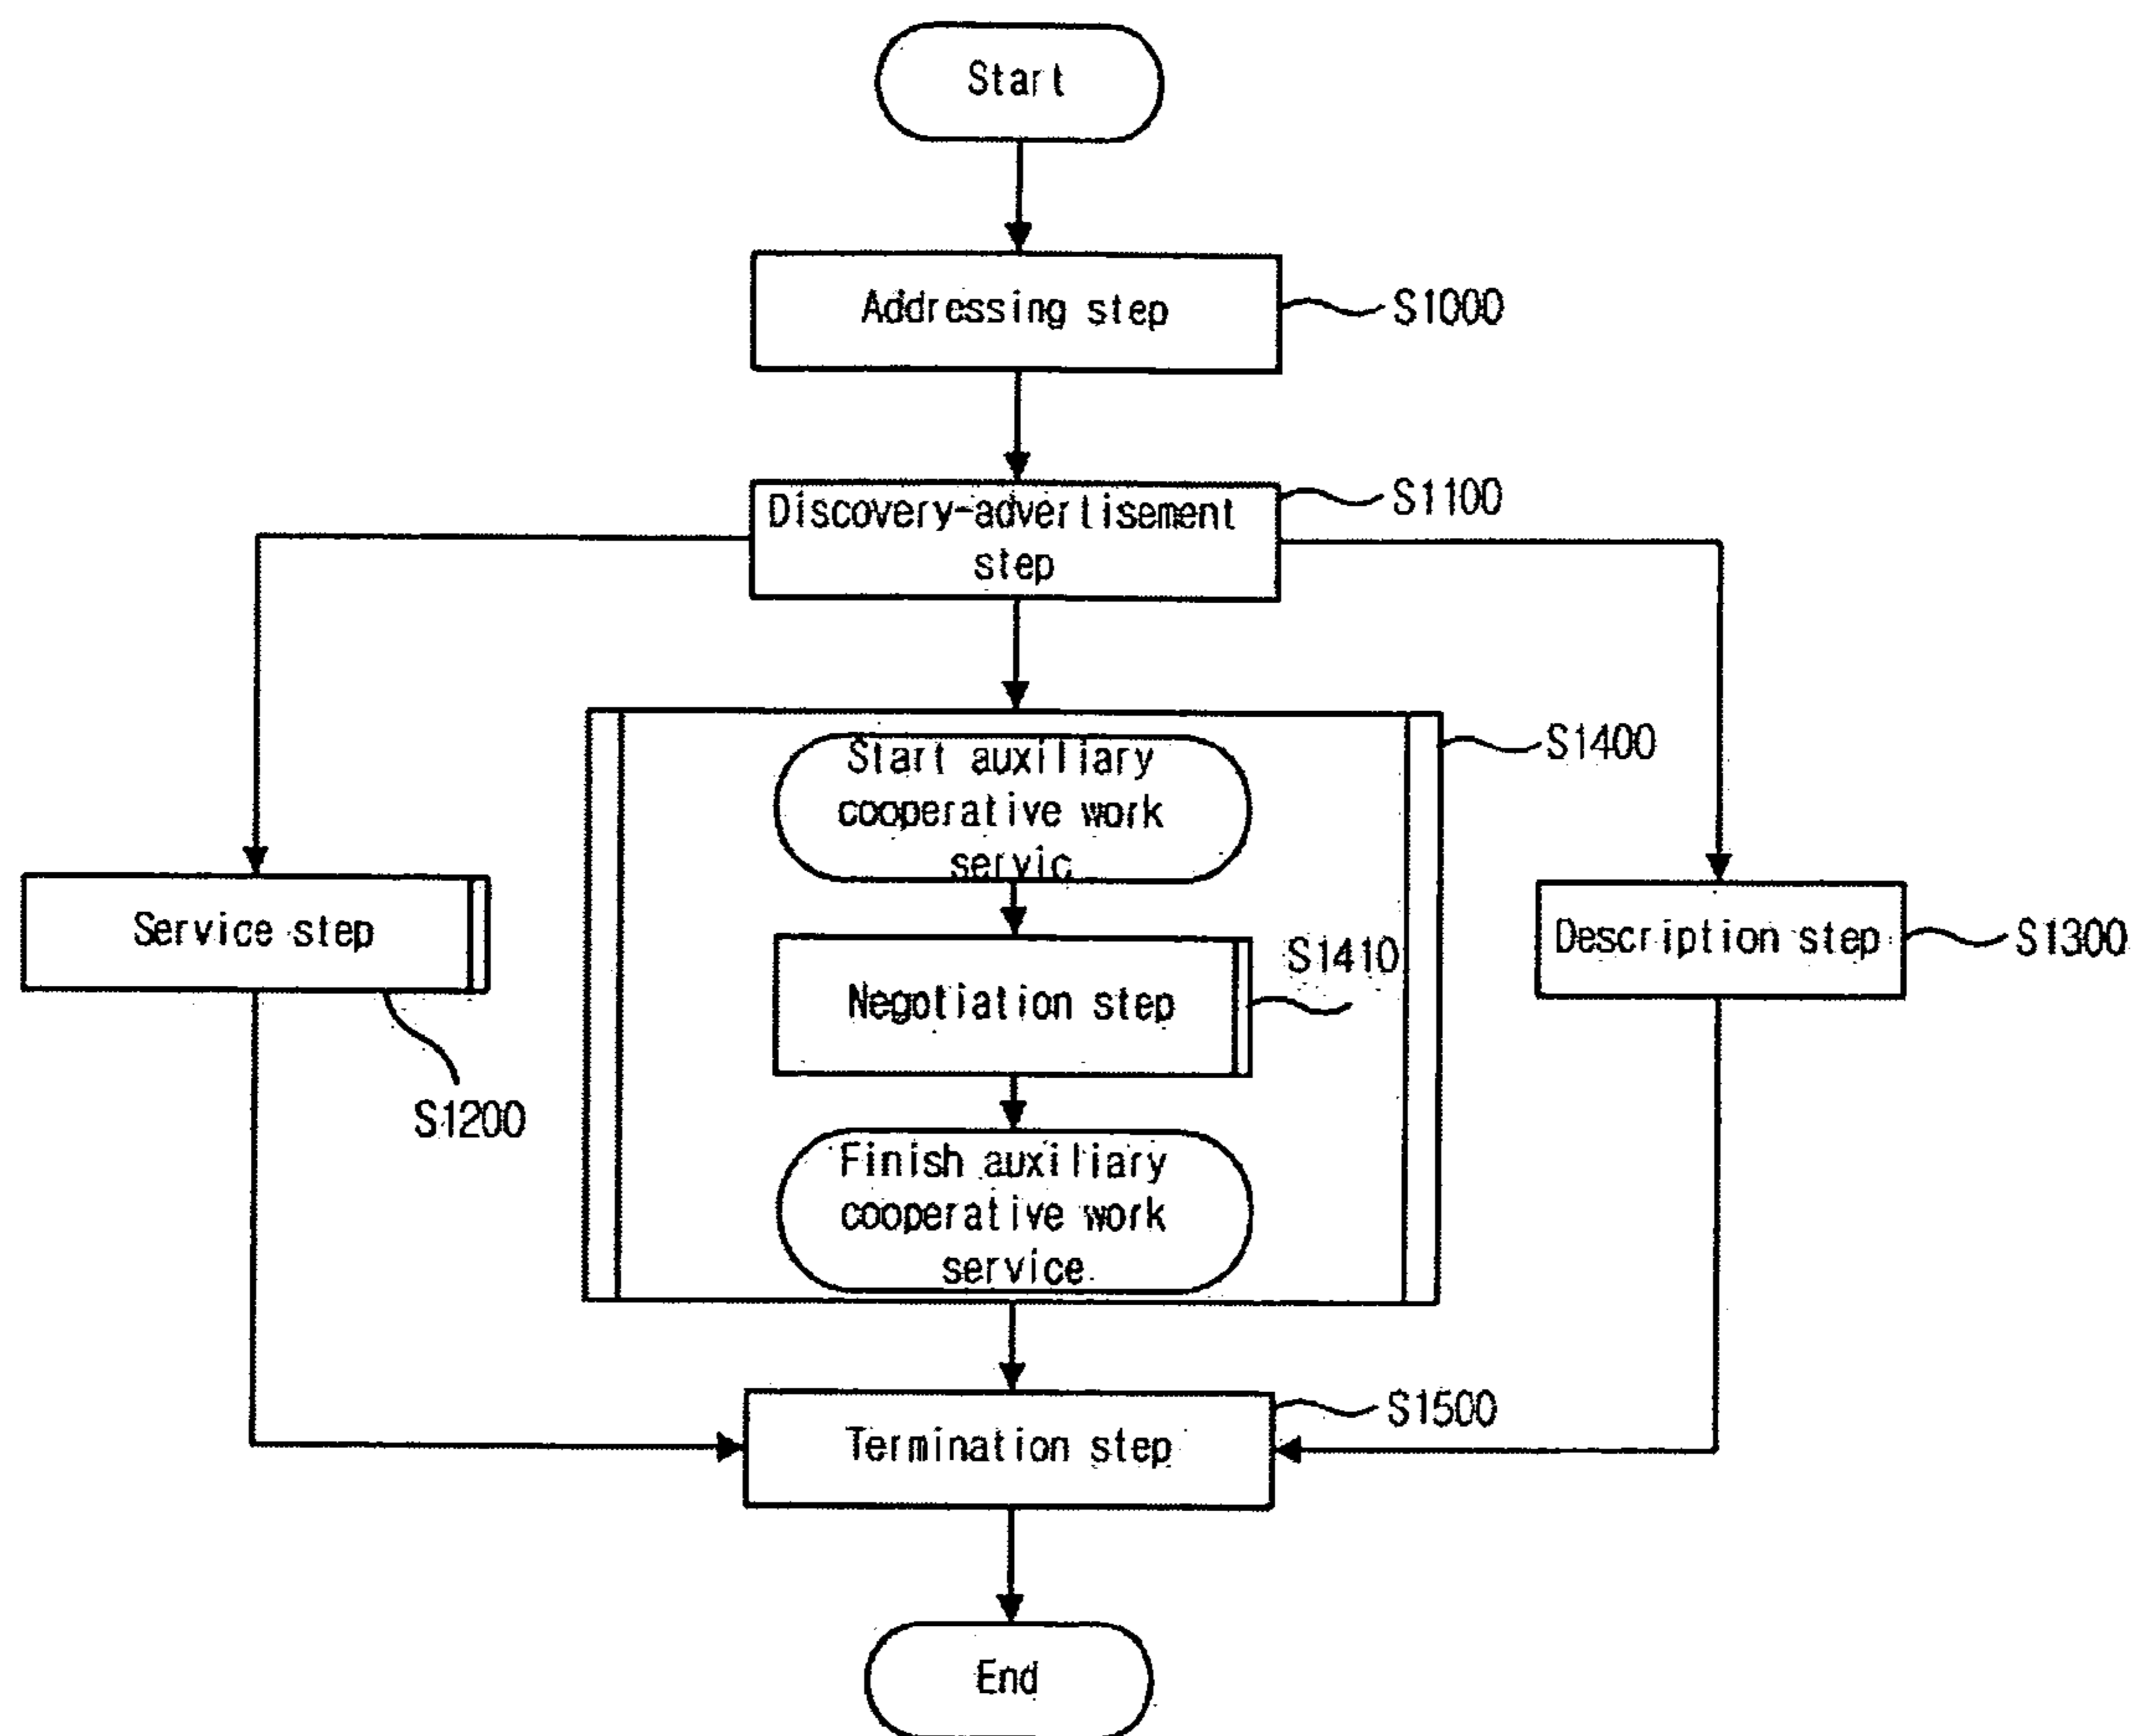 Start
Addressing step
S1000
Discovery-advertisement
step
S1100
Start auxiliary
cooperative work
servic
S1400
Service step
S1200
Negotiation step
S1410
Description step
S1300
Finish auxiliary
cooperative work
service
Termination step
S1500
End